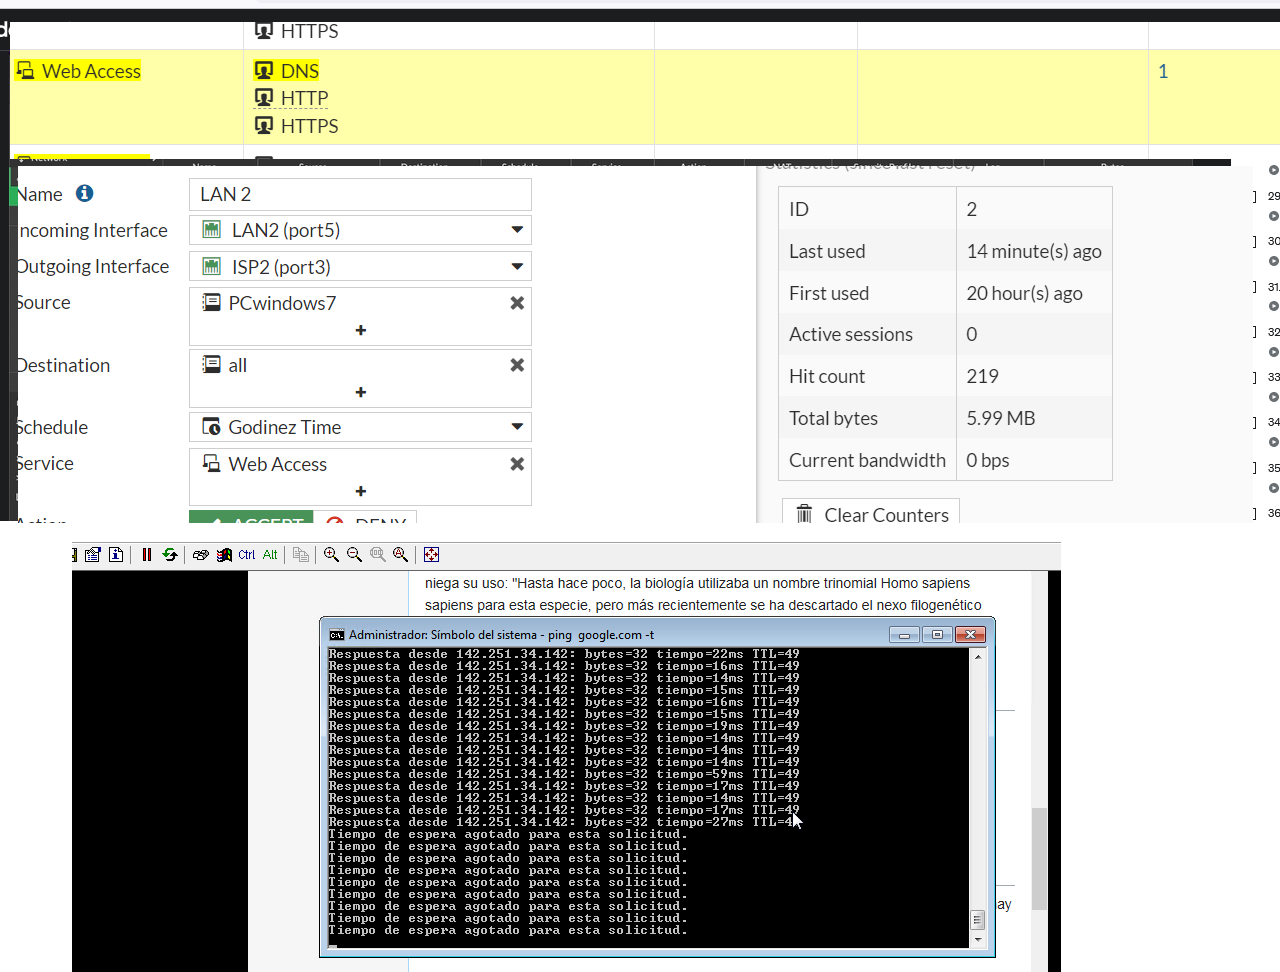 HTTPS
Web Access
DNS
1
HTTP
HTTPS
Name
LAN 2
Incoming Interface
LAN2 (port5)
Outgoing Interface
ISP2 (port3)
Source
PCwindows7
Destination
all
Schedule
Godinez Time
Service
Web Access
Action
ACCEPT
DENY
Statistics (since last reset)
ID
2
Last used
14 minute(s) ago
First used
20 hour(s) ago
Active sessions
0
Hit count
219
Total bytes
5.99 MB
Current bandwidth
0 bps
Clear Counters
] 29
] 30
] 31.
] 32
] 33
] 34
] 35
] 36
Ctrl Alt
niega su uso: "Hasta hace poco, la biología utilizaba un nombre trinomial Homo sapiens
sapiens para esta especie, pero más recientemente se ha descartado el nexo filogenético
Administrador: Símbolo del sistema - ping google.com -t
Respuesta desde 142.251.34.142: bytes=32 tiempo=22ms TTL=49
Respuesta desde 142.251.34.142: bytes=32 tiempo=16ms TTL=49
Respuesta desde 142.251.34.142: bytes=32 tiempo=14ms TTL=49
Respuesta desde 142.251.34.142: bytes=32 tiempo=15ms TTL=49
Respuesta desde 142.251.34.142: bytes=32 tiempo=16ms TTL=49
Respuesta desde 142.251.34.142: bytes=32 tiempo=15ms TTL=49
Respuesta desde 142.251.34.142: bytes=32 tiempo=19ms TTL=49
Respuesta desde 142.251.34.142: bytes=32 tiempo=14ms TTL=49
Respuesta desde 142.251.34.142: bytes=32 tiempo=14ms TTL=49
Respuesta desde 142.251.34.142: bytes=32 tiempo=14ms TTL=49
Respuesta desde 142.251.34.142: bytes=32 tiempo=59ms TTL=49
Respuesta desde 142.251.34.142: bytes=32 tiempo=17ms TTL=49
Respuesta desde 142.251.34.142: bytes=32 tiempo=14ms TTL=49
Respuesta desde 142.251.34.142: bytes=32 tiempo=17ms TTL=49
Respuesta desde 142.251.34.142: bytes=32 tiempo=27ms TTL=49
Tiempo de espera agotado para esta solicitud.
Tiempo de espera agotado para esta solicitud.
Tiempo de espera agotado para esta solicitud.
Tiempo de espera agotado para esta solicitud.
Tiempo de espera agotado para esta solicitud.
Tiempo de espera agotado para esta solicitud.
Tiempo de espera agotado para esta solicitud.
Tiempo de espera agotado para esta solicitud.
Tiempo de espera agotado para esta solicitud.
ay